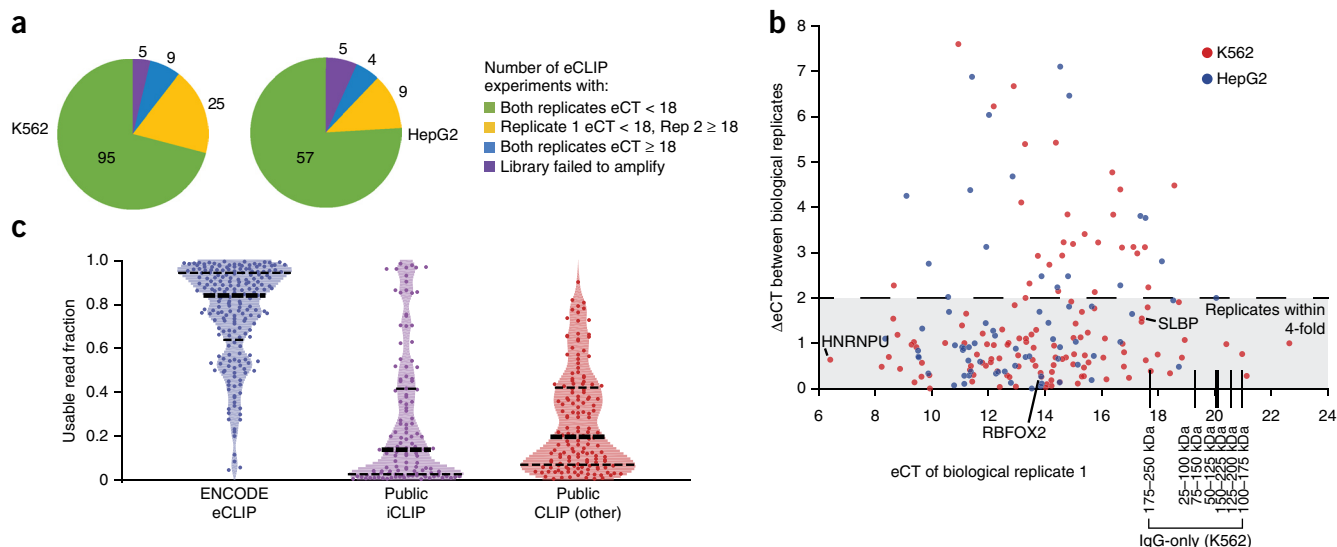 a
K562
5
9
25
95
5
4
9
57
HepG2
Number of eCLIP
experiments with:
Both replicates eCT < 18
Replicate 1 eCT < 18, Rep 2 ≥ 18
Both replicates eCT ≥ 18
Library failed to amplify
b
ΔeCT between biological replicates
8
7
6
5
4
3
2
1
0
K562
HepG2
Replicates within
4-fold
HNRNPU
SLBP
RBFOX2
6
8
10
12
14
16
18
20
22
24
eCT of biological replicate 1
175–250 kDa
25–100 kDa
75–150 kDa
50–125 kDa
150–225 kDa
125–200 kDa
100–175 kDa
IgG-only (K562)
c
Usable read fraction
1.0
0.8
0.6
0.4
0.2
0
ENCODE
eCLIP
Public
iCLIP
Public
CLIP (other)